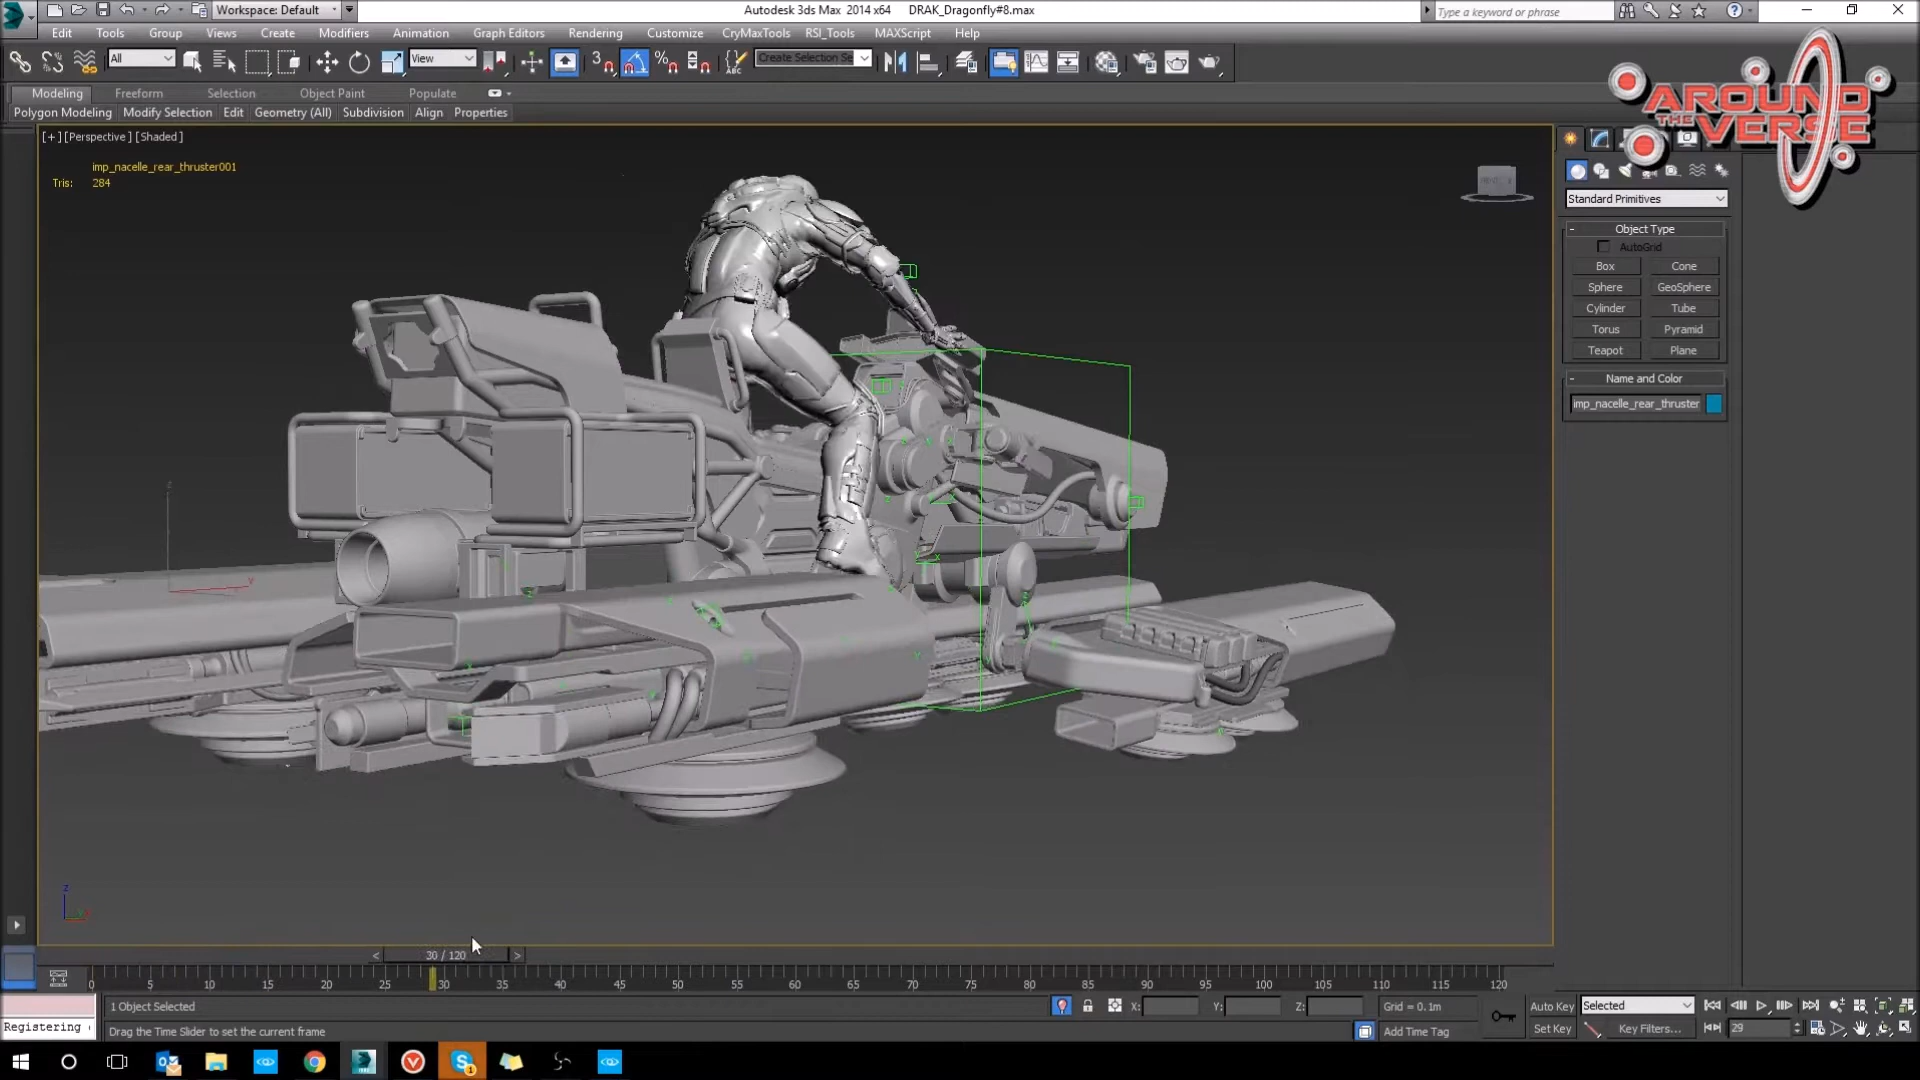 Workspace: Default
Autodesk 3ds Max 2014 x64 DRAK_Dragonfly#8.max
Type a keyword or phrase
Edit Tools Group Views Create Modifiers Animation Graph Editors Rendering Customize CryMaxTools RSI_Tools MAXScript Help
All View Create Selection Se
Modeling Freeform Selection Object Paint Populate
Polygon Modeling Modify Selection Edit Geometry (All) Subdivision Align Properties
AROUND
THE VERSE
[+] [Perspective] [Shaded]
imp_nacelle_rear_thruster001
Tris: 284
Standard Primitives
- Object Type
AutoGrid
Box Cone
Sphere GeoSphere
Cylinder Tube
Torus Pyramid
Teapot Plane
- Name and Color
imp_nacelle_rear_thruster
< 30 / 120 >
0 5 10 15 20 25 30 35 40 45 50 55 60 65 70 75 80 85 90 95 100 105 110 115 120
1 Object Selected X: Y: Z: Grid = 0.1m Auto Key Selected
Registering
Drag the Time Slider to set the current frame Add Time Tag Set Key Key Filters... 29